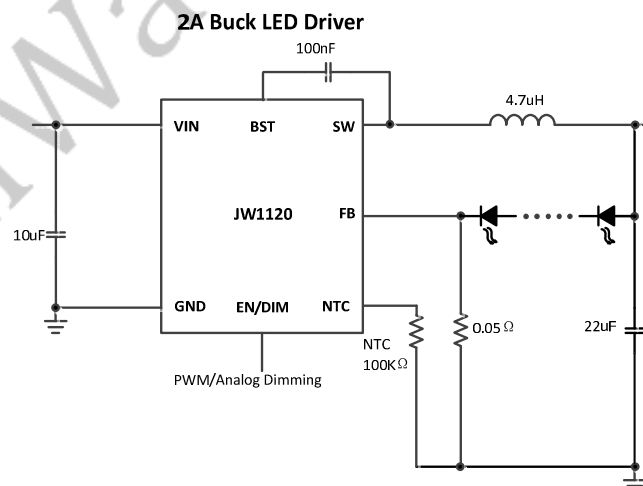 2A Buck LED Driver
100nF
4.7uH
VIN BST SW
JW1120 FB
10uF
GND EN/DIM NTC
0.05Ω
22uF
NTC
100KΩ
PWM/Analog Dimming